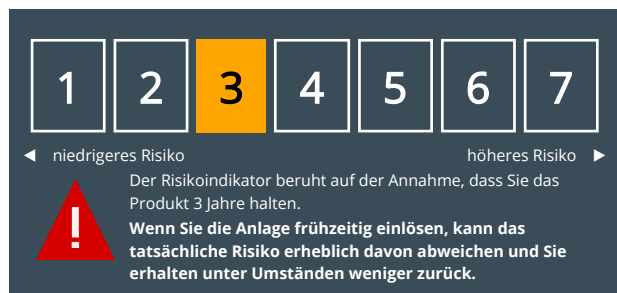 1 2 3 4 5 6 7
niedrigeres Risiko höheres Risiko
Der Risikoindikator beruht auf der Annahme, dass Sie das
Produkt 3 Jahre halten.
Wenn Sie die Anlage frühzeitig einlösen, kann das
tatsächliche Risiko erheblich davon abweichen und Sie
erhalten unter Umständen weniger zurück.
!